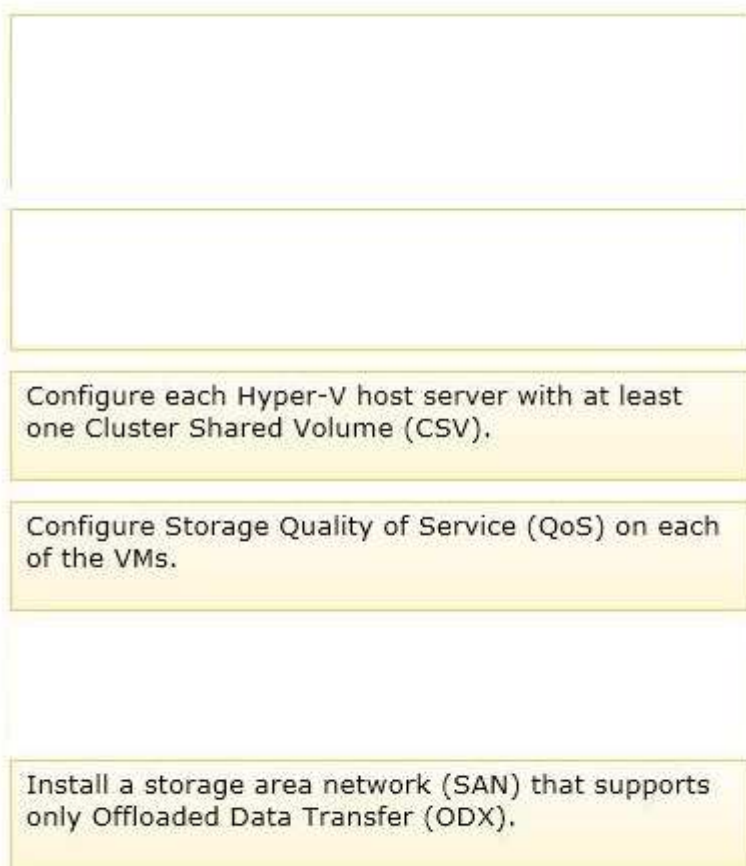 Configure each Hyper-V host server with at least
one Cluster Shared Volume (CSV).
Configure Storage Quality of Service (QoS) on each
of the VMs.
Install a storage area network (SAN) that supports
only Offloaded Data Transfer (ODX).